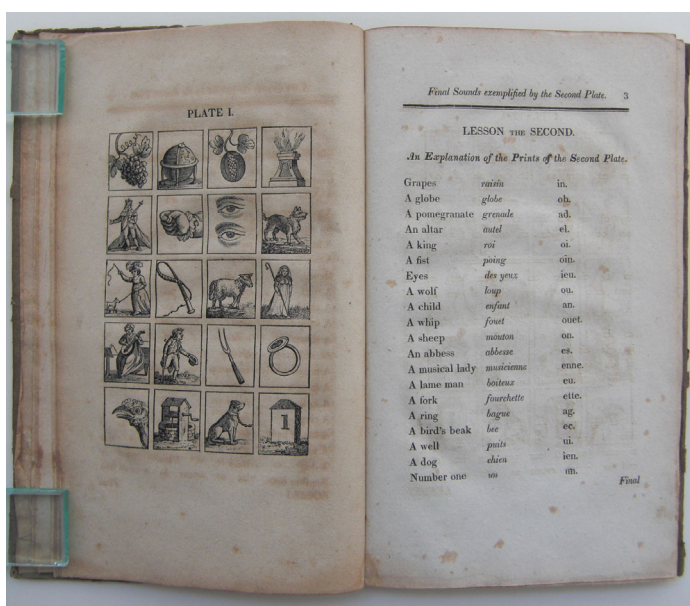 PLATE I.
1
Final Sounds exemplified by the Second Plate. 3
LESSON THE SECOND.
An Explanation of the Prints of the Second Plate.
Grapes raisin in.
A globe globe ob.
A pomegranate grenade ad.
An altar autel el.
A king roi oi.
A fist poing oin.
Eyes des yeux ieu.
A wolf loup ou.
A child enfant an.
A whip fouet ouet.
A sheep mouton on.
An abbess abbesse es.
A musical lady musicienne enne.
A lame man boiteux eu.
A fork fourchette ette.
A ring bague ag.
A bird's beak bec ec.
A well puits ui.
A dog chien ien.
Number one un un.
Final